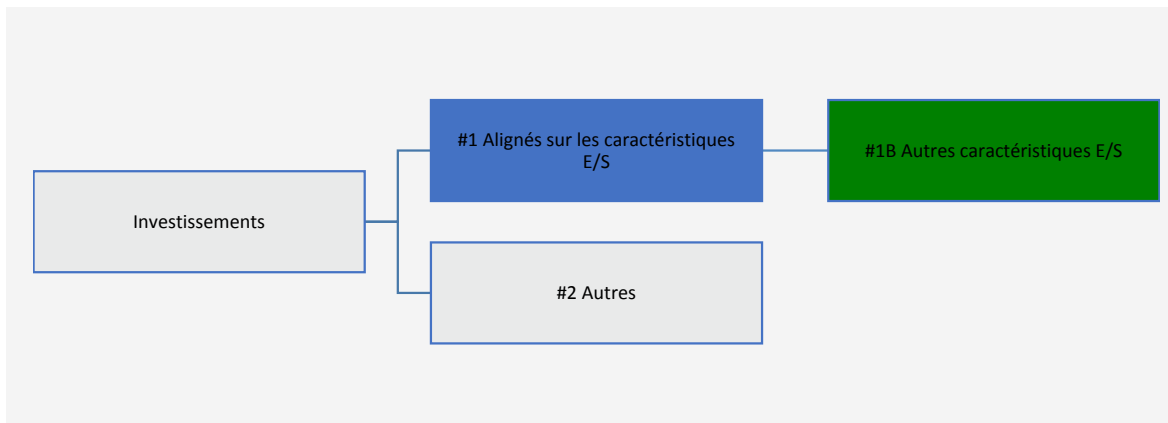 #1 Alignés sur les caractéristiques
E/S
#1B Autres caractéristiques E/S
Investissements
#2 Autres